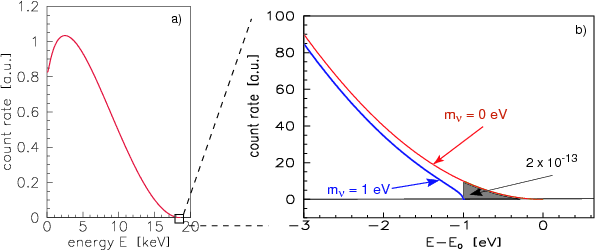 a)
count rate [a.u.]
1.2
1
0.8
0.6
0.4
0.2
0
0 5 10 15 20
energy E [keV]
b)
count rate [a.u.]
100
80
60
40
20
0
mν = 0 eV
2 x 10-13
mν = 1 eV
−3 −2 −1 0
E−E0 [eV]